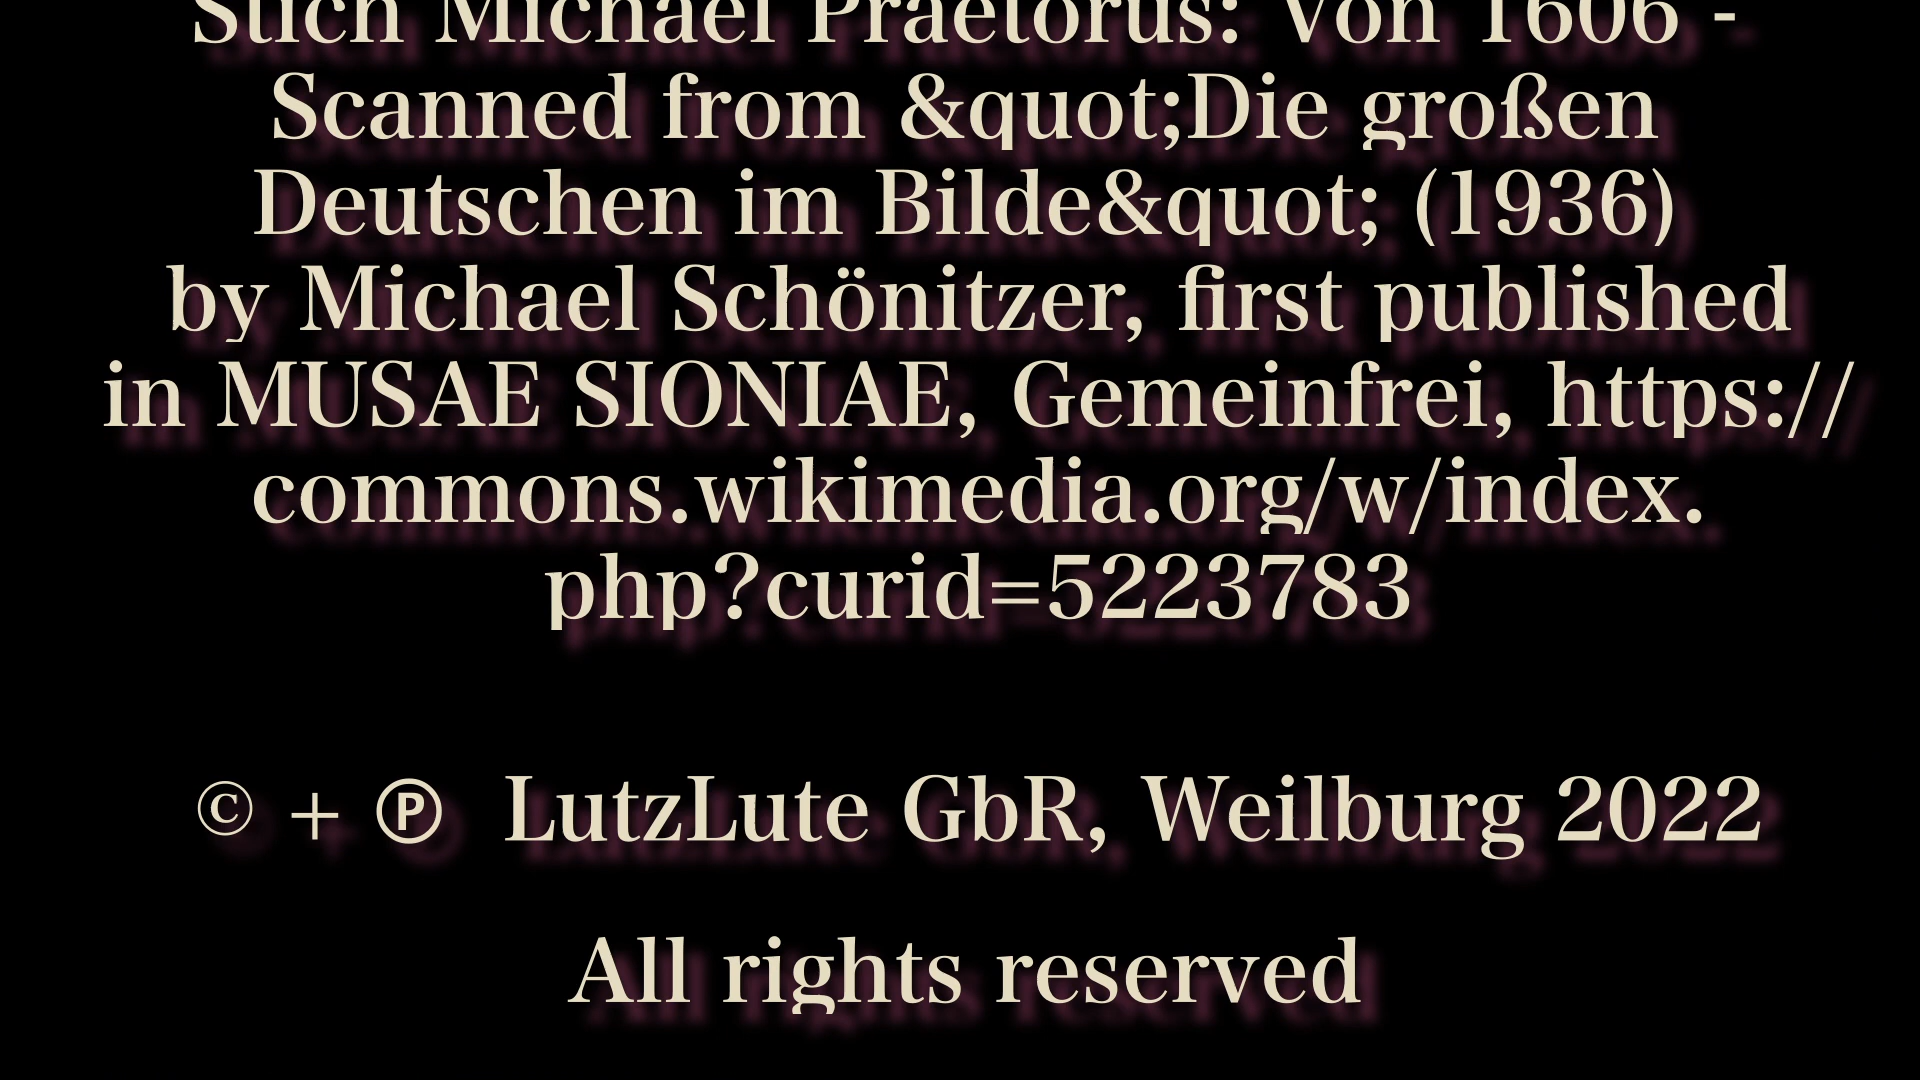 Stich Michael Praetorus: Von 1606 -
Scanned from &quot;Die großen
Deutschen im Bilde&quot; (1936)
by Michael Schönitzer, first published
in MUSAE SIONIAE, Gemeinfrei, https://
commons.wikimedia.org/w/index.
php?curid=5223783
© + ℗ LutzLute GbR, Weilburg 2022
All rights reserved